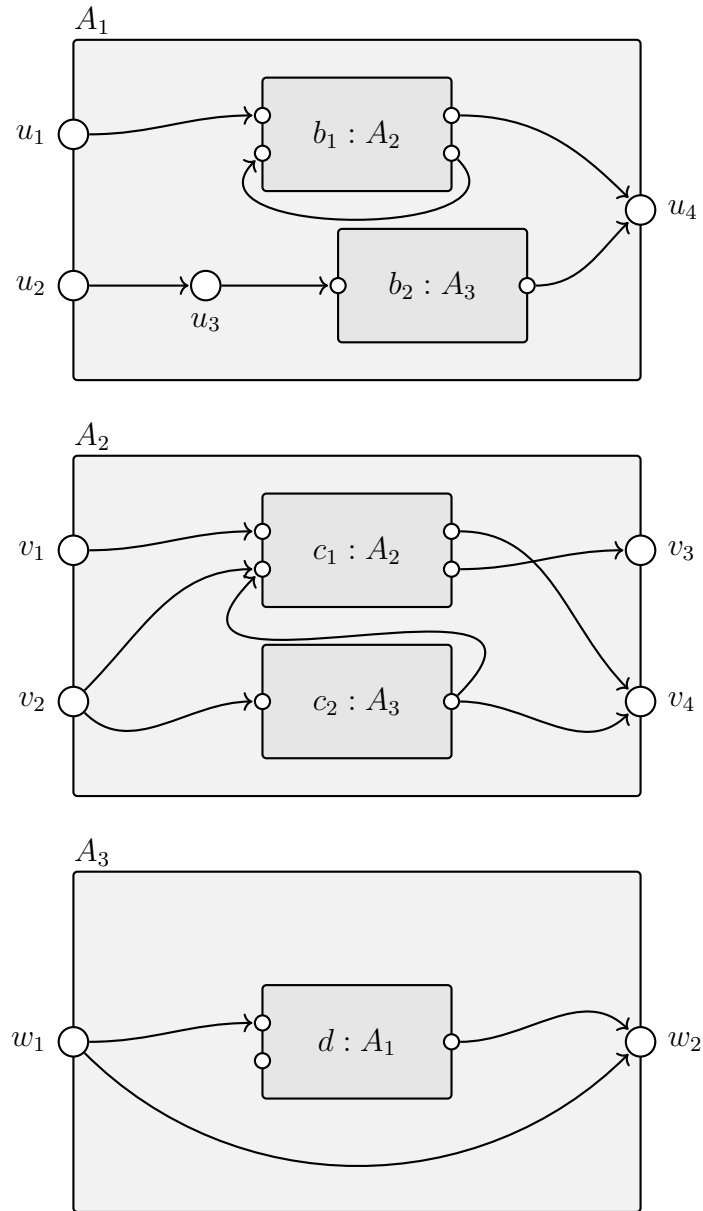 A₁
u₁
b₁ : A₂
u₄
u₂
b₂ : A₃
u₃
A₂
v₁
c₁ : A₂
v₃
v₂
c₂ : A₃
v₄
A₃
w₁
d : A₁
w₂